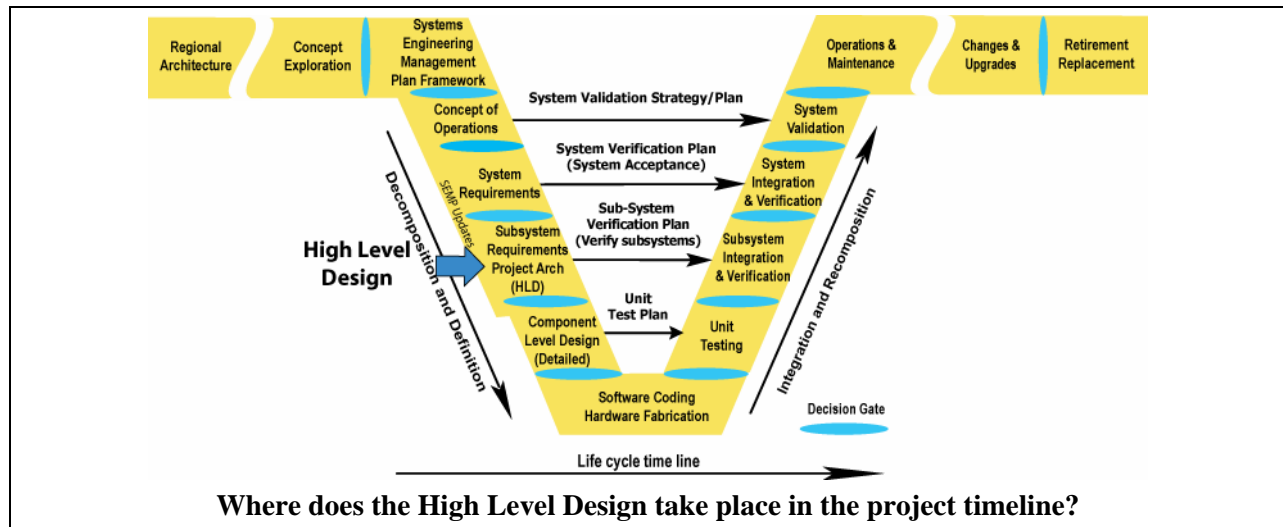 Regional
Architecture
Concept
Exploration
Systems
Engineering
Management
Plan Framework
Concept of
Operations
System
Requirements
Subsystem
Requirements
Project Arch
(HLD)
Component
Level Design
(Detailed)
Software Coding
Hardware Fabrication
Unit
Testing
Subsystem
Integration
& Verification
System
Integration
& Verification
System
Validation
Operations &
Maintenance
Changes &
Upgrades
Retirement
Replacement
System Validation Strategy/Plan
System Verification Plan
(System Acceptance)
Sub-System
Verification Plan
(Verify subsystems)
Unit
Test Plan
SEMP Updates
High Level
Design
Decomposition and Definition
Integration and Recomposition
Decision Gate
Life cycle time line
Where does the High Level Design take place in the project timeline?